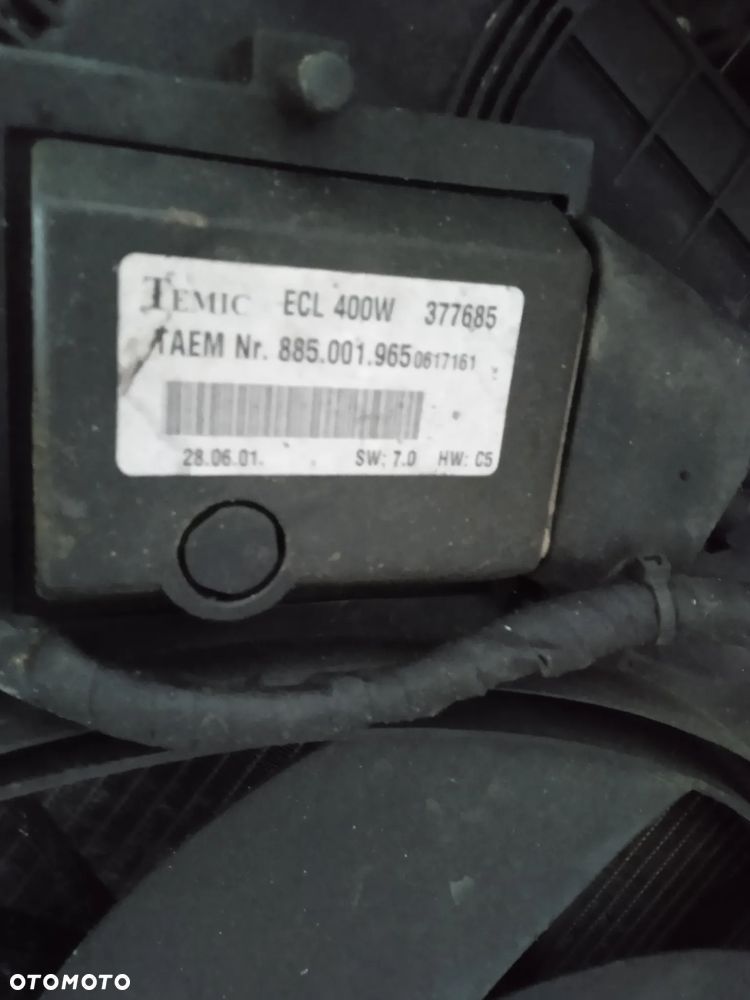 TEMIC ECL 400W 377685
TAEM Nr. 885.001.965 0617161
28.06.01. SW: 7.0 HW: C5
OTOMOTO